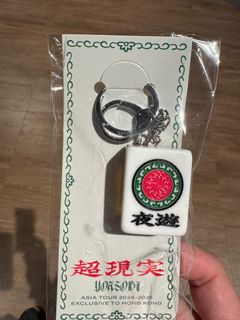 夜遊
超現実
YOASOBI
ASIA TOUR 2024-2025
EXCLUSIVE TO HONG KONG